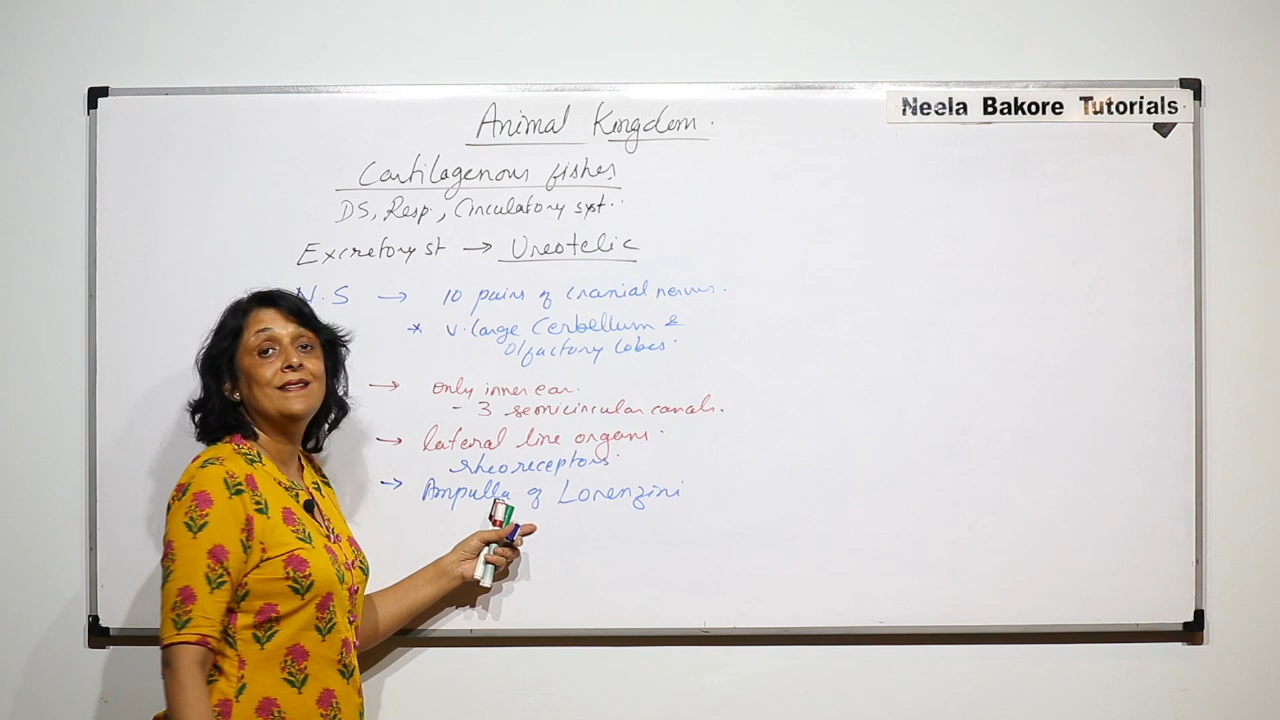 Neela Bakore Tutorials
Animal Kingdom.
Cartilagenous fishes
DS, Resp., Circulatory syst..
Excretory st → Ureotelic
N.S → 10 pairs of cranial nerves.
* v. large Cerbellum &
Olfactory lobes.
→ only inner ear.
- 3 semicircular canals.
→ lateral line organs.
rheoreceptors.
→ Ampulla of Lorenzini